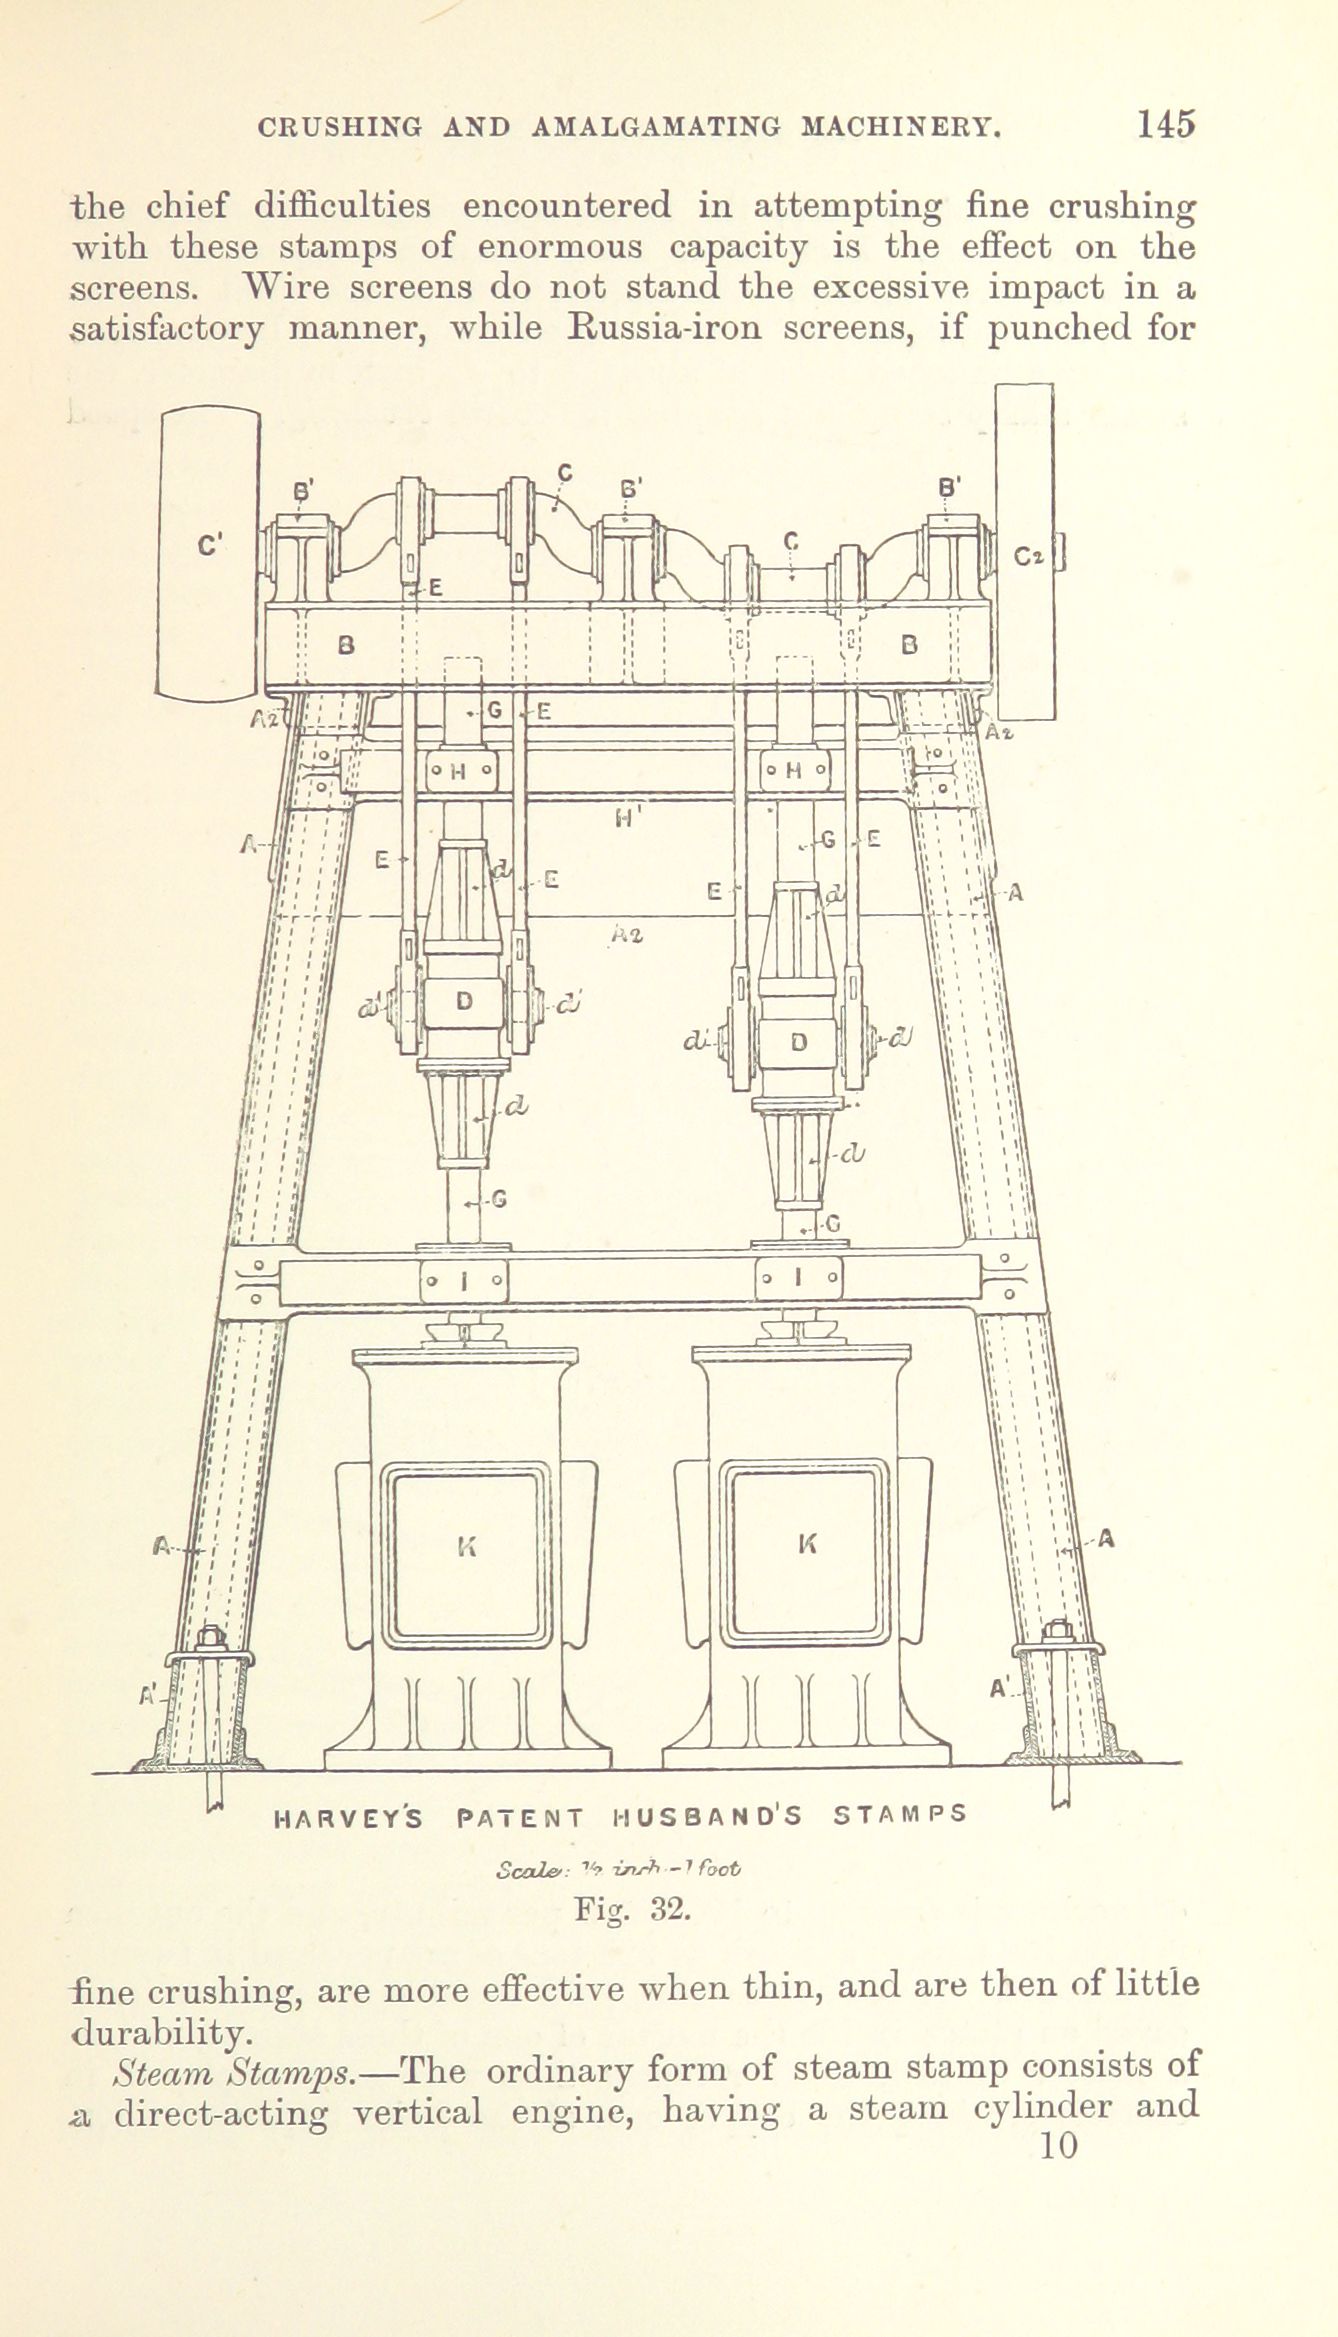 CRUSHING AND AMALGAMATING MACHINERY. 145
the chief difficulties encountered in attempting fine crushing
with these stamps of enormous capacity is the effect on the
screens. Wire screens do not stand the excessive impact in a
satisfactory manner, while Russia-iron screens, if punched for
C' B' C B' C B' C2
E
B E E B
A2 G E A2
H H
H'
A E d E E G E A
d
A2
d' D d' d' D d'
d d
G G
I I
K K
A A
A' A'
HARVEY'S PATENT HUSBAND'S STAMPS
Scale: 1/2 inch - 1 foot
Fig. 32.
fine crushing, are more effective when thin, and are then of little
durability.
Steam Stamps.—The ordinary form of steam stamp consists of
a direct-acting vertical engine, having a steam cylinder and
10